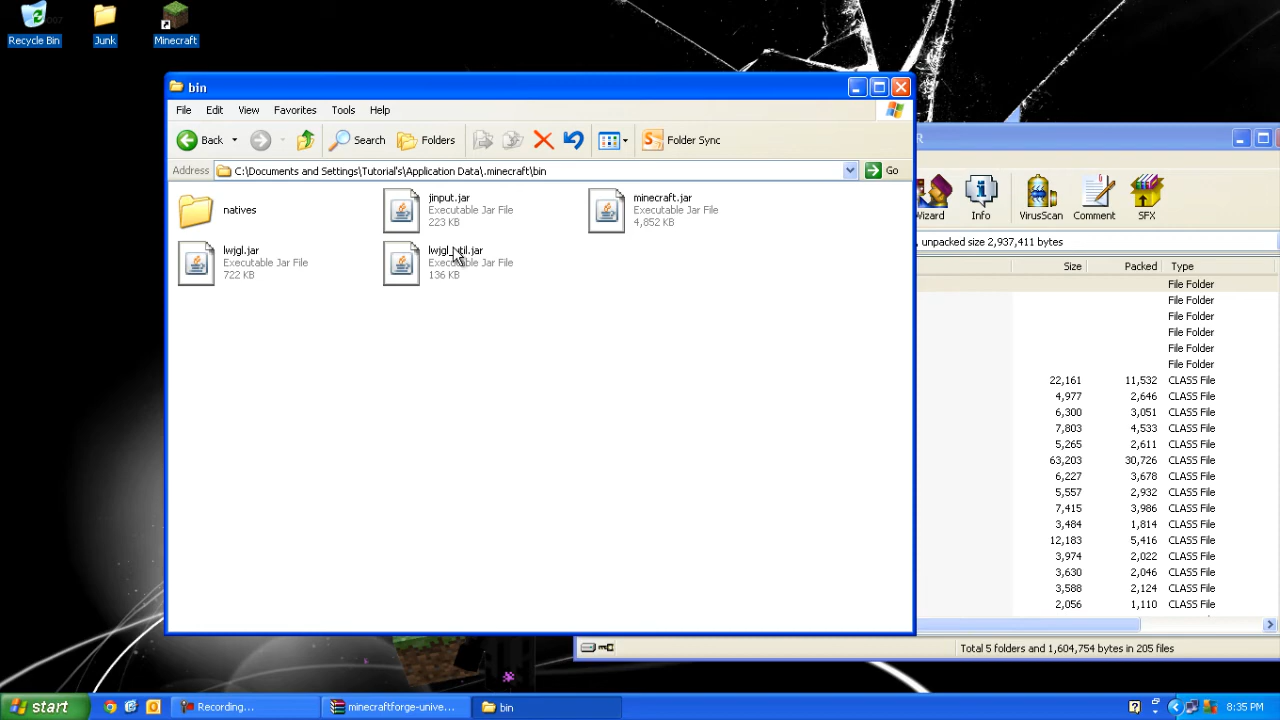 Recycle Bin
Junk
Minecraft
bin
File Edit View Favorites Tools Help
Back Search Folders Folder Sync
Address C:\Documents and Settings\Tutorial's\Application Data\.minecraft\bin Go
natives
jinput.jar
Executable Jar File
223 KB
minecraft.jar
Executable Jar File
4,852 KB
lwjgl.jar
Executable Jar File
722 KB
lwjgl_util.jar
Executable Jar File
136 KB
R
Wizard Info VirusScan Comment SFX
, unpacked size 2,937,411 bytes
Size Packed Type
File Folder
File Folder
File Folder
File Folder
File Folder
File Folder
22,161 11,532 CLASS File
4,977 2,646 CLASS File
6,300 3,051 CLASS File
7,803 4,533 CLASS File
5,265 2,611 CLASS File
63,203 30,726 CLASS File
6,227 3,678 CLASS File
5,557 2,932 CLASS File
7,415 3,986 CLASS File
3,484 1,814 CLASS File
12,183 5,416 CLASS File
3,974 2,022 CLASS File
3,630 2,046 CLASS File
3,588 2,124 CLASS File
2,056 1,110 CLASS File
Total 5 folders and 1,604,754 bytes in 205 files
start Recording... minecraftforge-unive... bin 8:35 PM